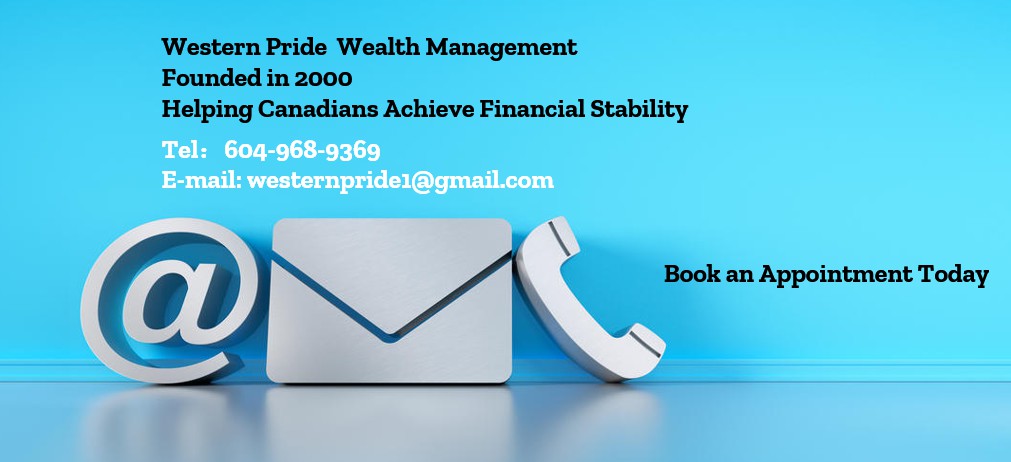 Western Pride  Wealth Management
Founded in 2000
Helping Canadians Achieve Financial Stability
Tel:  604-968-9369
E-mail: westernpride1@gmail.com
@
Book an Appointment Today